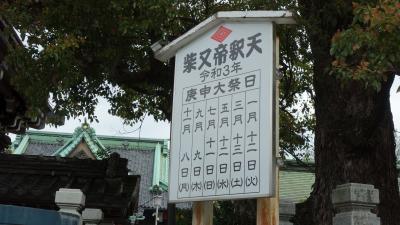 柴又帝釈天
令和3年
庚申大祭日
一月十二日(火)
三月十三日(土)
五月十二日(水)
七月十一日(日)
九月九日(木)
十一月八日(月)